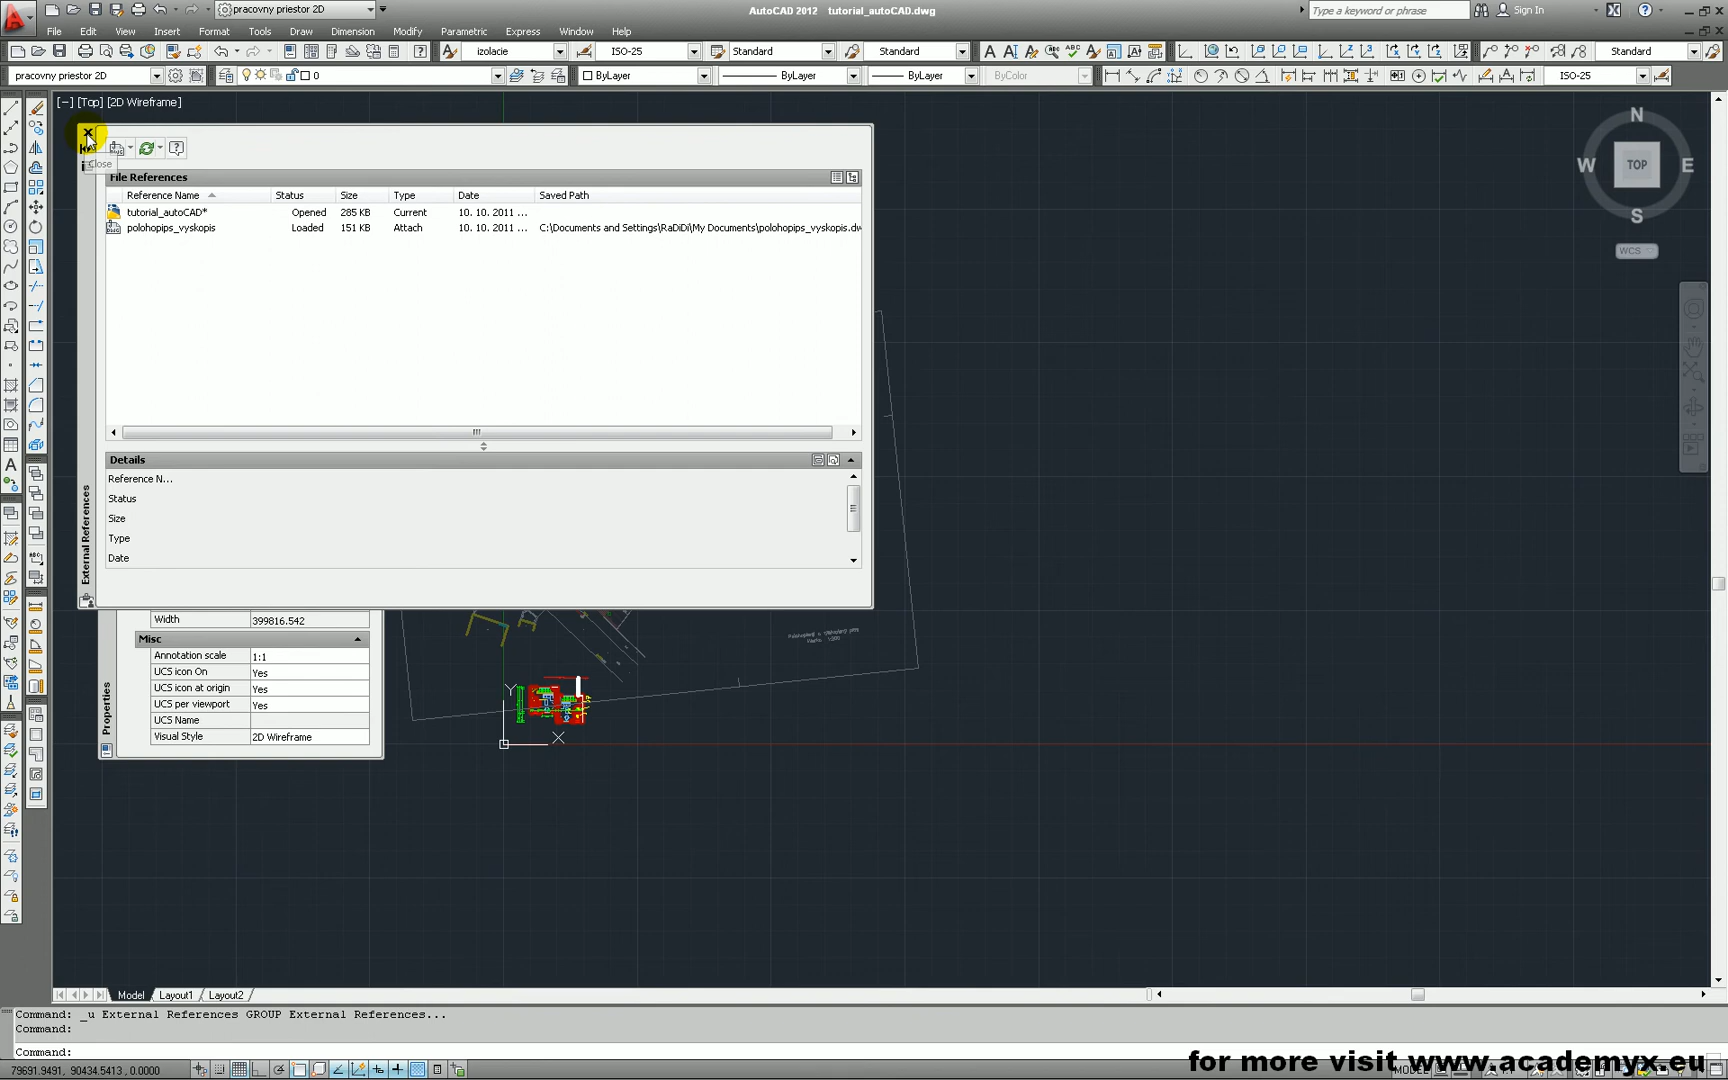 pracovny priestor 2D
AutoCAD 2012 tutorial_autoCAD.dwg
Type a keyword or phrase
Sign In
File Edit View Insert Format Tools Draw Dimension Modify Parametric Express Window Help
izolacie ISO-25 Standard Standard Standard
pracovny priestor 2D 0 ByLayer ByLayer ByLayer ByColor ISO-25
[−] [Top] [2D Wireframe]
N
W TOP E
S
WCS
Close
File References
Reference Name Status Size Type Date Saved Path
tutorial_autoCAD* Opened 285 KB Current 10. 10. 2011 ...
polohopips_vyskopis Loaded 151 KB Attach 10. 10. 2011 ... C:\Documents and Settings\RaDiDi\My Documents\polohopips_vyskopis.dw
Details
Reference N...
Status
Size
Type
Date
External References
Width 399816.542
Misc
Annotation scale 1:1
UCS icon On Yes
UCS icon at origin Yes
UCS per viewport Yes
UCS Name
Visual Style 2D Wireframe
Properties
Y
X
Model Layout1 Layout2
Command: _u External References GROUP External References...
Command:
Command:
79691.9491, 90434.5413, 0.0000
MODEL
for more visit www.academyx.eu